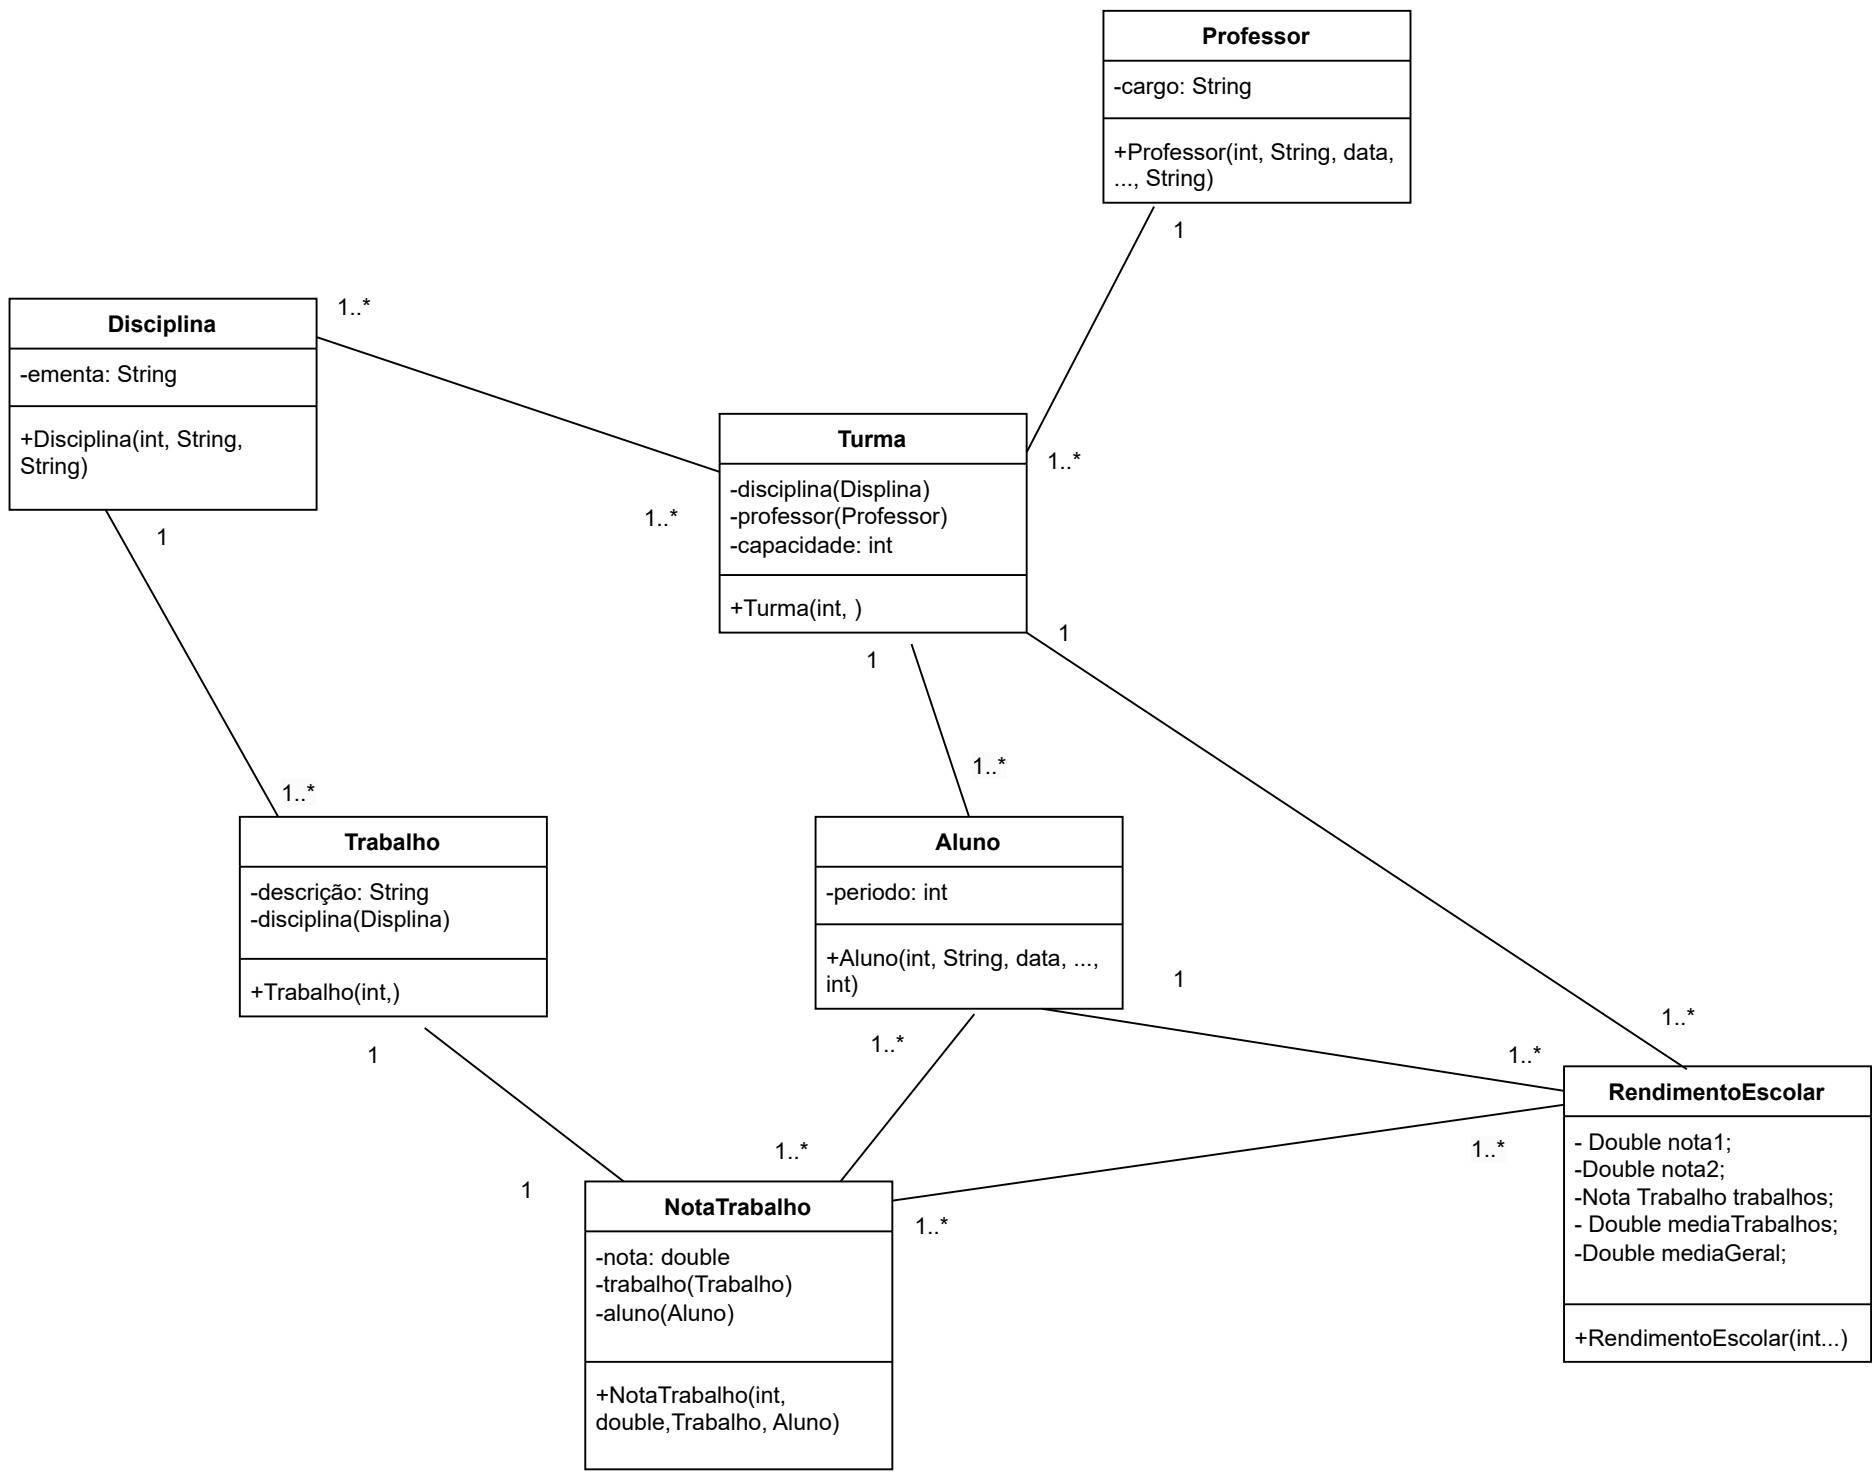 Professor
-cargo: String
+Professor(int, String, data,
..., String)
1
1..*
Disciplina
-ementa: String
+Disciplina(int, String,
String)
1
1..*
Turma
-disciplina(Displina)
-professor(Professor)
-capacidade: int
+Turma(int, )
1..*
1
1
1..*
1..*
Trabalho
-descrição: String
-disciplina(Displina)
+Trabalho(int,)
1
1
Aluno
-periodo: int
+Aluno(int, String, data, ...,
int)
1
1..*
1..*
1..*
1..*
RendimentoEscolar
- Double nota1;
-Double nota2;
-Nota Trabalho trabalhos;
- Double mediaTrabalhos;
-Double mediaGeral;
+RendimentoEscolar(int...)
1..*
1..*
NotaTrabalho
-nota: double
-trabalho(Trabalho)
-aluno(Aluno)
+NotaTrabalho(int,
double,Trabalho, Aluno)